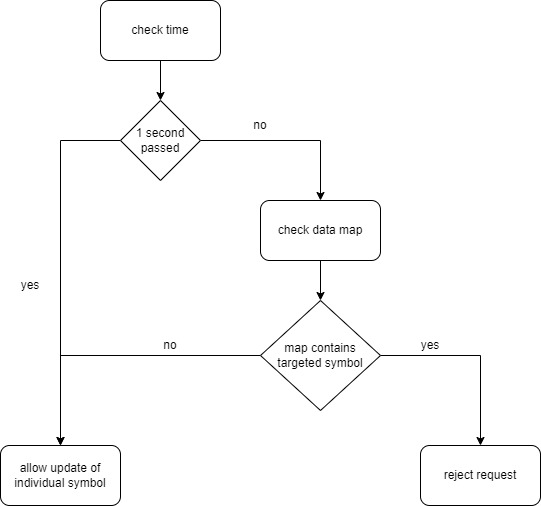 check time
1 second
passed
no
check data map
yes
no
map contains
targeted symbol
yes
allow update of
individual symbol
reject request